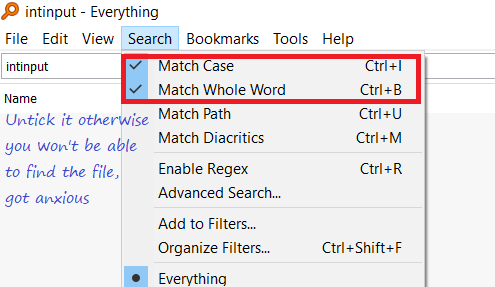 intinput - Everything
File Edit View Search Bookmarks Tools Help
intinput
Match Case Ctrl+I
Match Whole Word Ctrl+B
Name
Match Path Ctrl+U
Untick it otherwise
you won't be able
to find the file,
got anxious
Match Diacritics Ctrl+M
Enable Regex Ctrl+R
Advanced Search...
Add to Filters...
Organize Filters... Ctrl+Shift+F
Everything